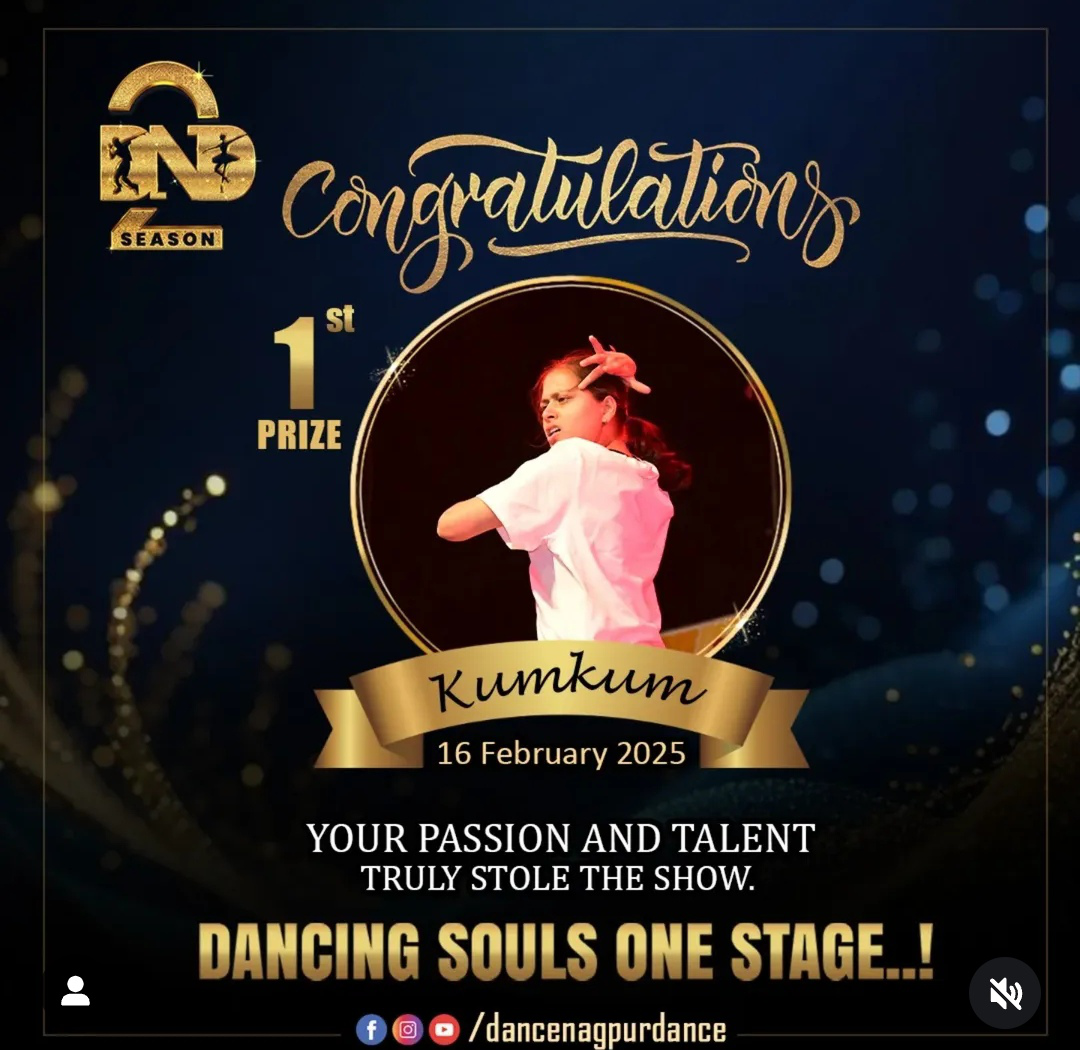 2
DND
SEASON
Congratulations
1st
PRIZE
Kumkum
16 February 2025
YOUR PASSION AND TALENT
TRULY STOLE THE SHOW.
DANCING SOULS ONE STAGE..!
/dancenagpurdance